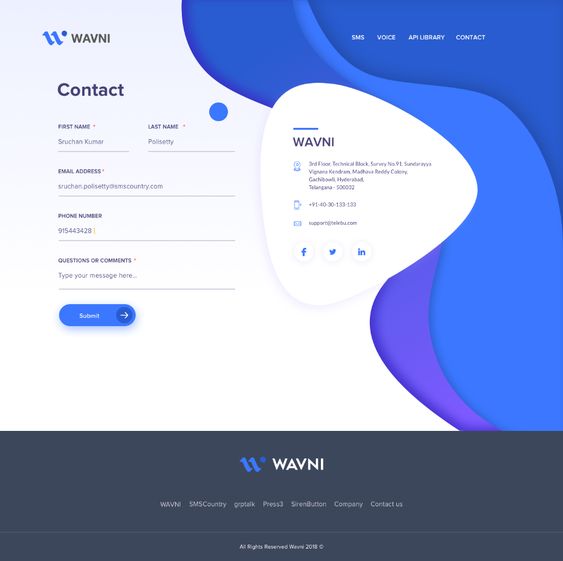 WAVNI
SMS VOICE API LIBRARY CONTACT
Contact
FIRST NAME *
LAST NAME *
Sruchan Kumar
Polisetty
EMAIL ADDRESS *
sruchan.polisetty@smscountry.com
PHONE NUMBER
915443428
QUESTIONS OR COMMENTS *
Type your message here...
Submit
WAVNI
3rd Floor, Technical Block, Survey No.91, Sundarayya
Vignana Kendram, Madhava Reddy Colony,
Gachibowli, Hyderabad,
Telangana - 500032
+91-40-30-133-133
support@telebu.com
WAVNI
WAVNI SMSCountry grptalk Press3 SirenButton Company Contact us
All Rights Reserved Wavni 2018 ©